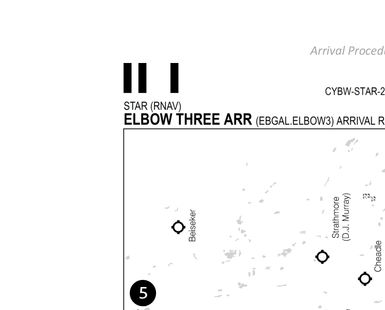 Arrival Proced
CYBW-STAR-2
STAR (RNAV)
ELBOW THREE ARR (EBGAL.ELBOW3) ARRIVAL R
Strathmore
(D.J. Murray)
Beiseker
Cheadle
5